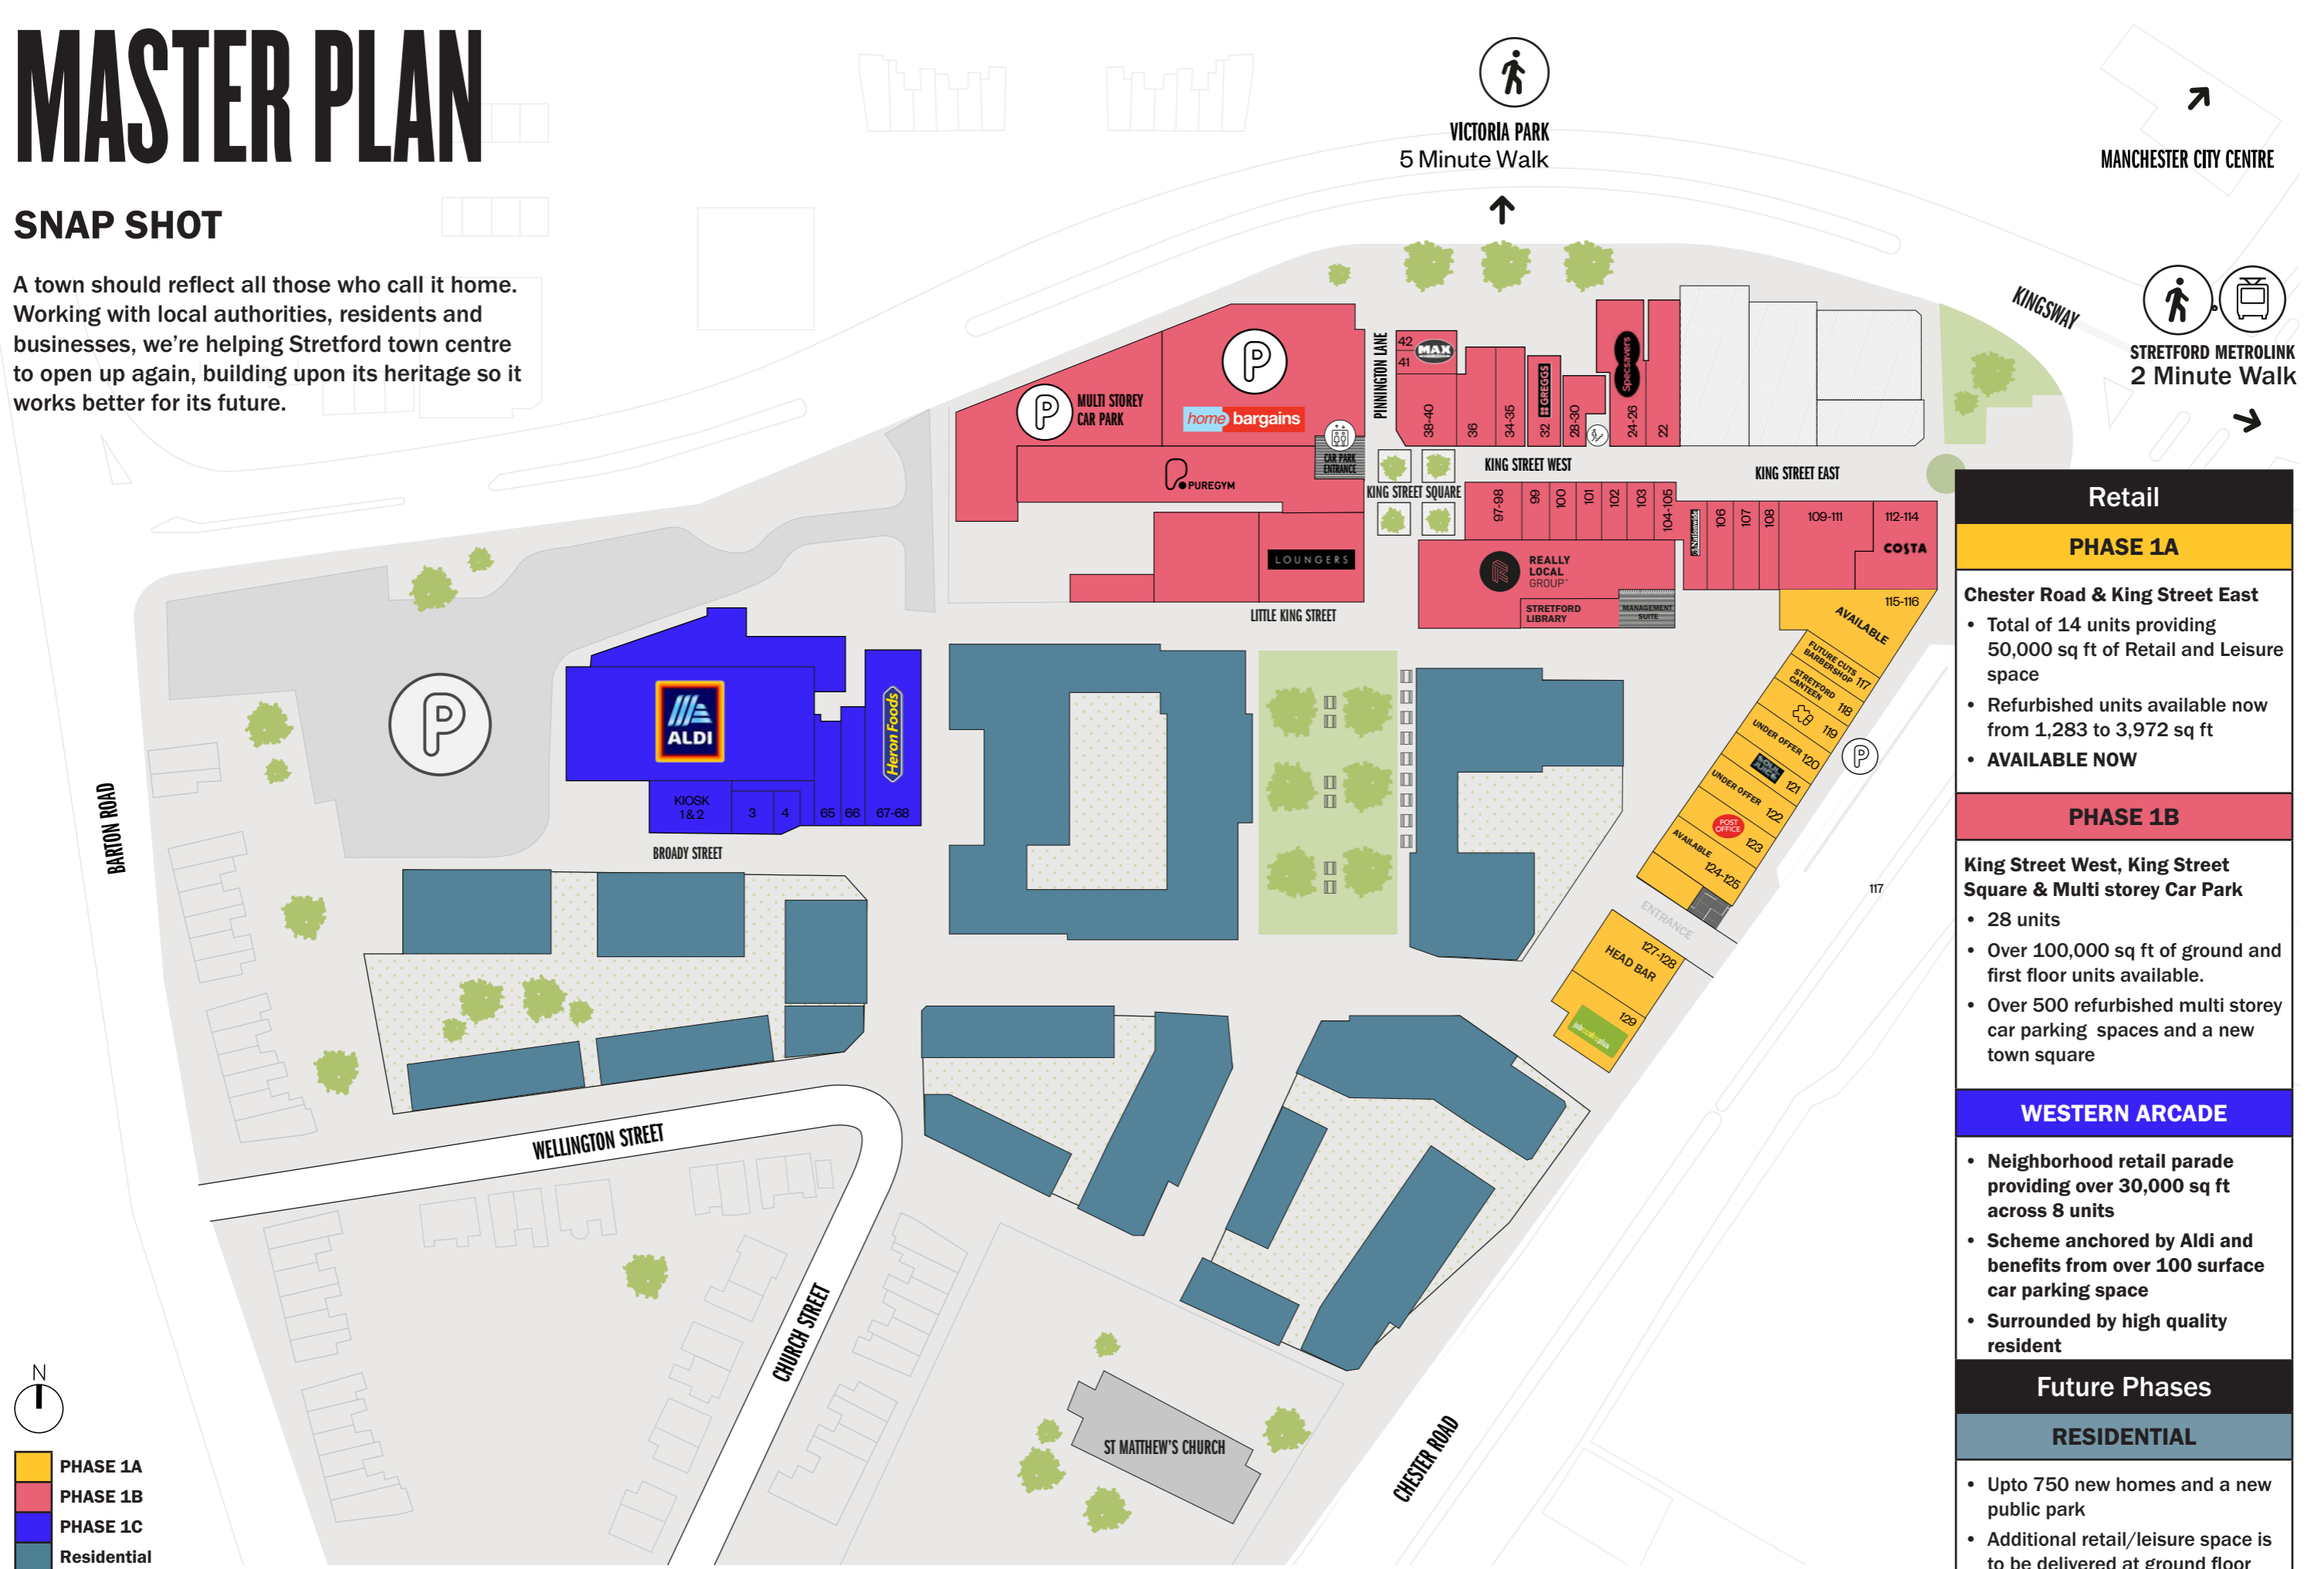 MASTER PLAN
SNAP SHOT
A town should reflect all those who call it home.
Working with local authorities, residents and
businesses, we’re helping Stretford town centre
to open up again, building upon its heritage so it
works better for its future.
VICTORIA PARK
5 Minute Walk
MANCHESTER CITY CENTRE
KINGSWAY
STRETFORD METROLINK
2 Minute Walk
P
MULTI STOREY
CAR PARK
P
home bargains
CAR PARK
ENTRANCE
P.PUREGYM
LOUNGERS
LITTLE KING STREET
PINNINGTON LANE
42
41
MAX
38-40
36
34-35
32
GREGGS
28-30
24-26
Specsavers
22
KING STREET WEST
KING STREET EAST
KING STREET SQUARE
97-98
99
100
101
102
103
104-105
Nationwide
106
107
108
109-111
112-114
COSTA
REALLY
LOCAL
GROUP™
STRETFORD
LIBRARY
MANAGEMENT
SUITE
115-116
AVAILABLE
FUTURE CUTS
BARBERSHOP 117
STRETFORD
CANTEEN
118
119
UNDER OFFER 120
121
UNDER OFFER
122
POST
OFFICE
123
AVAILABLE
124-125
ENTRANCE
127-128
HEAD BAR
129
P
117
P
ALDI
Heron Foods
KIOSK
1 & 2
3
4
65
66
67-68
BROADY STREET
BARTON ROAD
WELLINGTON STREET
CHURCH STREET
ST MATTHEW'S CHURCH
CHESTER ROAD
N
PHASE 1A
PHASE 1B
PHASE 1C
Residential
Retail
PHASE 1A
Chester Road & King Street East
• Total of 14 units providing
50,000 sq ft of Retail and Leisure
space
• Refurbished units available now
from 1,283 to 3,972 sq ft
• AVAILABLE NOW
PHASE 1B
King Street West, King Street
Square & Multi storey Car Park
• 28 units
• Over 100,000 sq ft of ground and
first floor units available.
• Over 500 refurbished multi storey
car parking spaces and a new
town square
WESTERN ARCADE
• Neighborhood retail parade
providing over 30,000 sq ft
across 8 units
• Scheme anchored by Aldi and
benefits from over 100 surface
car parking space
• Surrounded by high quality
resident
Future Phases
RESIDENTIAL
• Upto 750 new homes and a new
public park
• Additional retail/leisure space is
to be delivered at ground floor